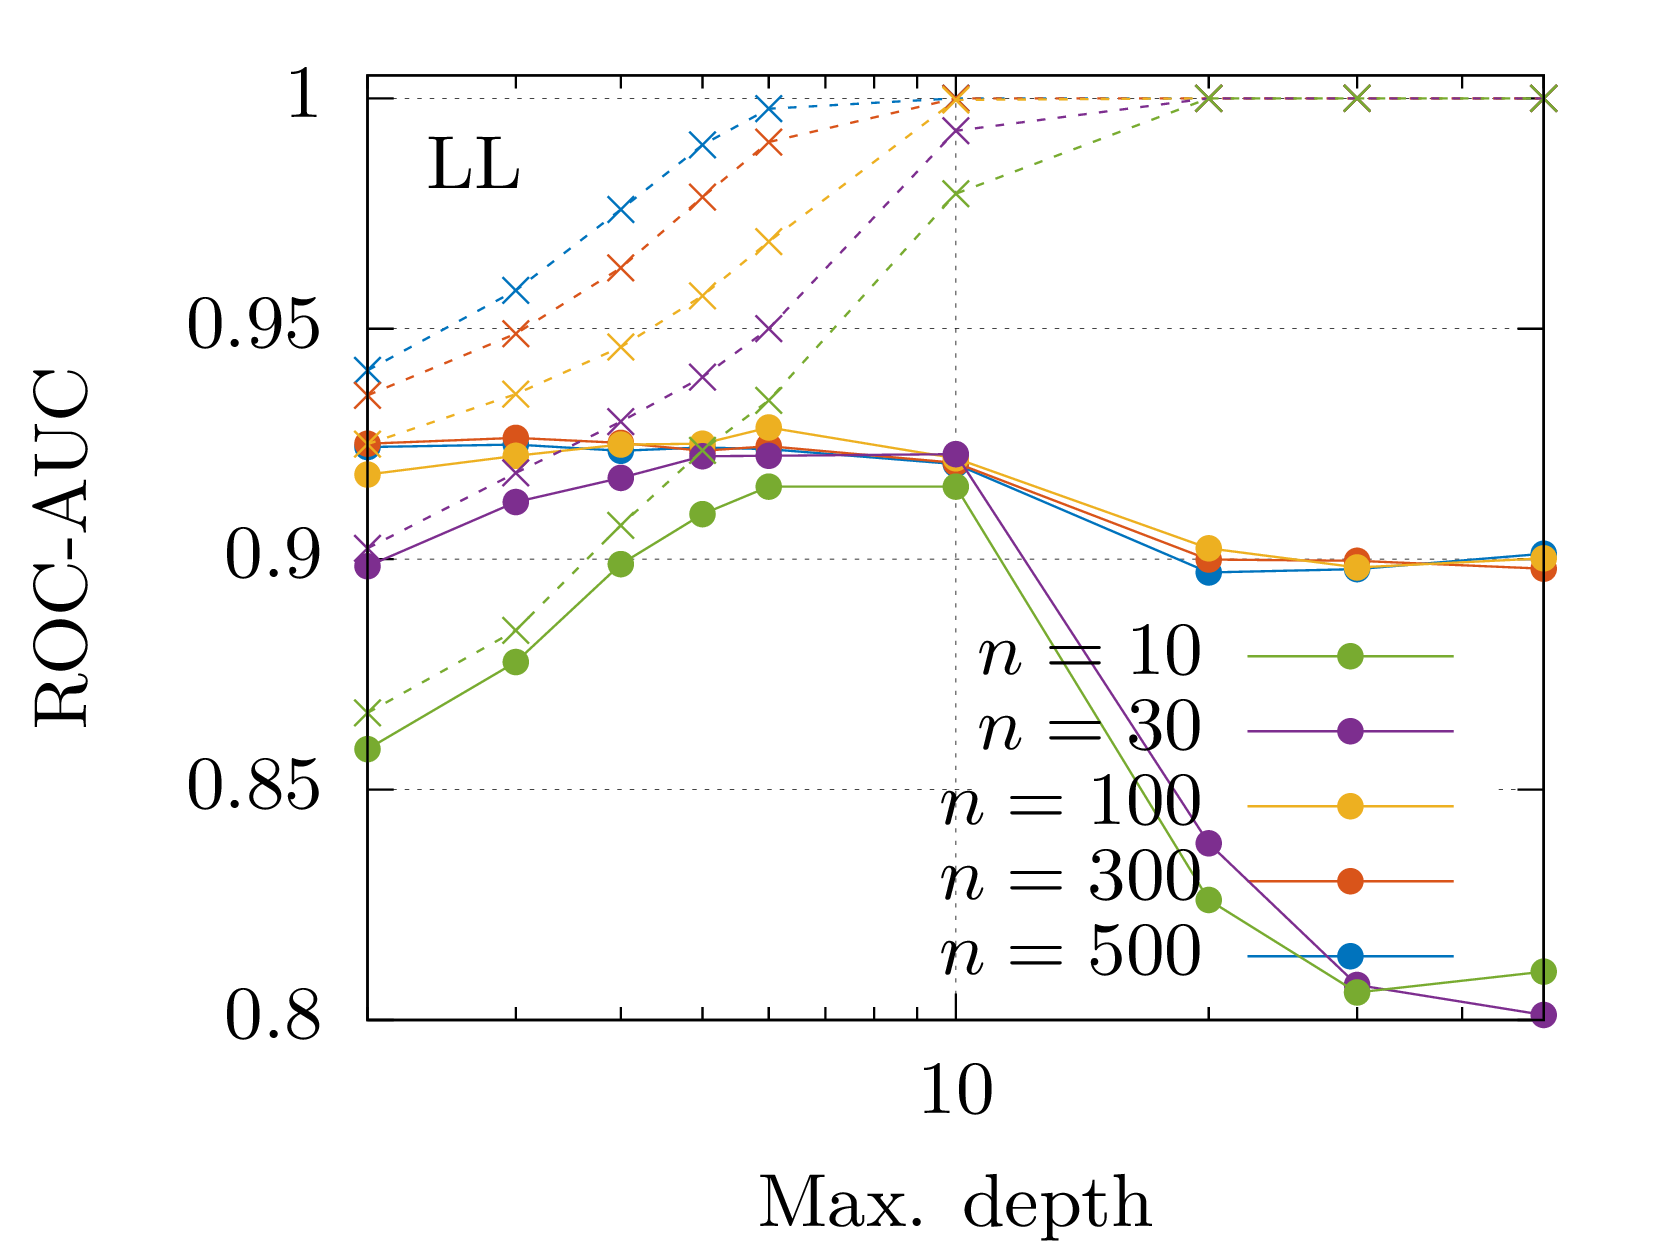 1
LL
0.95
0.9
0.85
0.8
ROC-AUC
n = 10
n = 30
n = 100
n = 300
n = 500
10
Max. depth